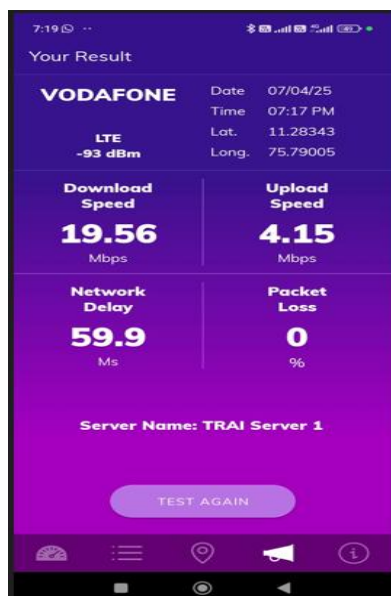 7:19
Your Result
VODAFONE
LTE
-93 dBm
Date 07/04/25
Time 07:17 PM
Lat. 11.28343
Long. 75.79005
Download Speed
19.56
Mbps
Upload Speed
4.15
Mbps
Network Delay
59.9
Ms
Packet Loss
0
%
Server Name: TRAI Server 1
TEST AGAIN